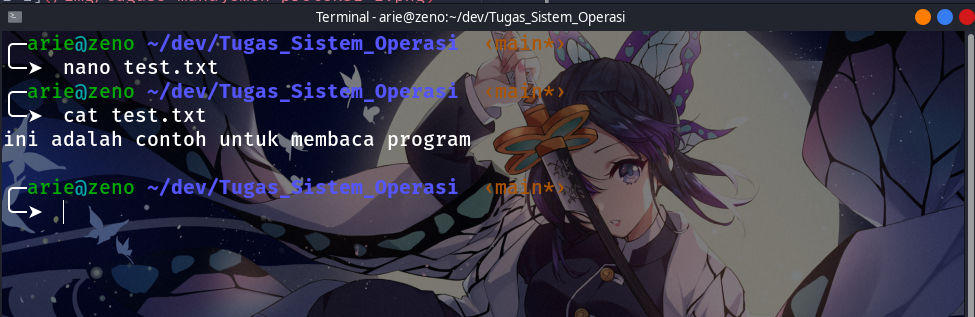 Terminal - arie@zeno:~/dev/Tugas_Sistem_Operasi
arie@zeno ~/dev/Tugas_Sistem_Operasi ‹main*›
➤ nano test.txt
arie@zeno ~/dev/Tugas_Sistem_Operasi ‹main*›
➤ cat test.txt
ini adalah contoh untuk membaca program
arie@zeno ~/dev/Tugas_Sistem_Operasi ‹main*›
➤